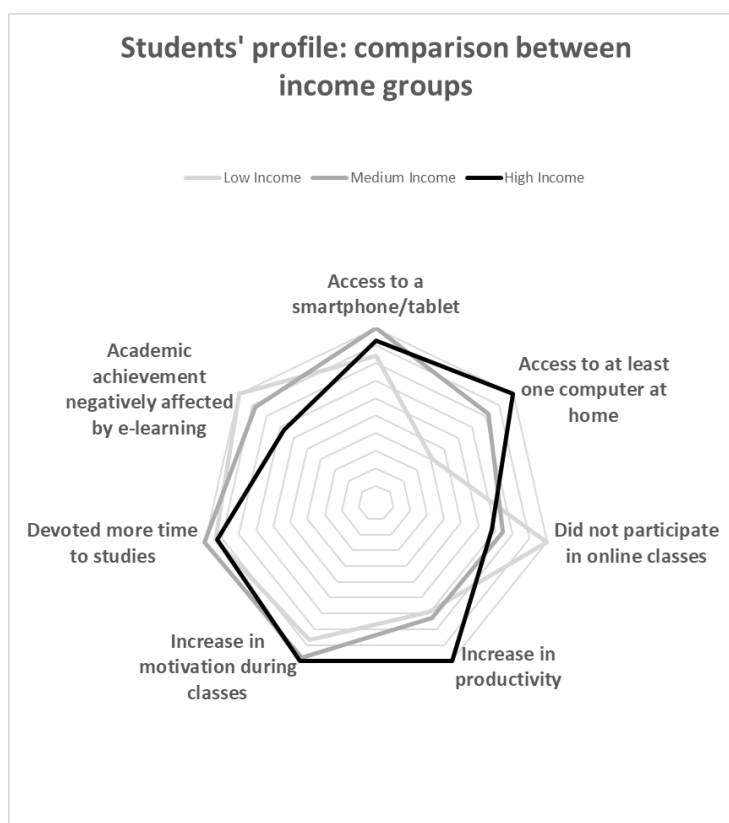 Students' profile: comparison between
income groups
Low Income
Medium Income
High Income
Access to a
smartphone/tablet
Access to at least
one computer at
home
Did not participate
in online classes
Increase in
productivity
Increase in
motivation during
classes
Devoted more time
to studies
Academic
achievement
negatively affected
by e-learning